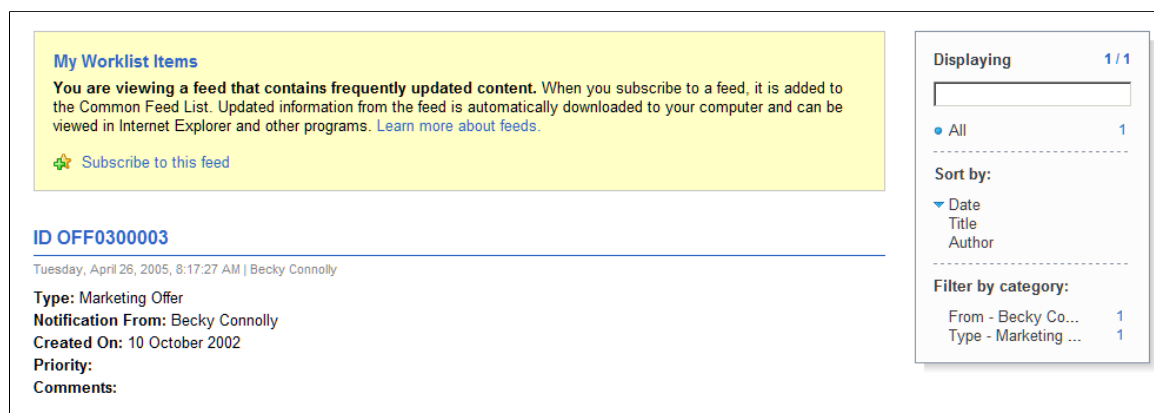 My Worklist Items
You are viewing a feed that contains frequently updated content. When you subscribe to a feed, it is added to
the Common Feed List. Updated information from the feed is automatically downloaded to your computer and can be
viewed in Internet Explorer and other programs. Learn more about feeds.
Subscribe to this feed
ID OFF0300003
Tuesday, April 26, 2005, 8:17:27 AM | Becky Connolly
Type: Marketing Offer
Notification From: Becky Connolly
Created On: 10 October 2002
Priority:
Comments:
Displaying 1 / 1
All 1
Sort by:
Date
Title
Author
Filter by category:
From - Becky Co... 1
Type - Marketing ... 1